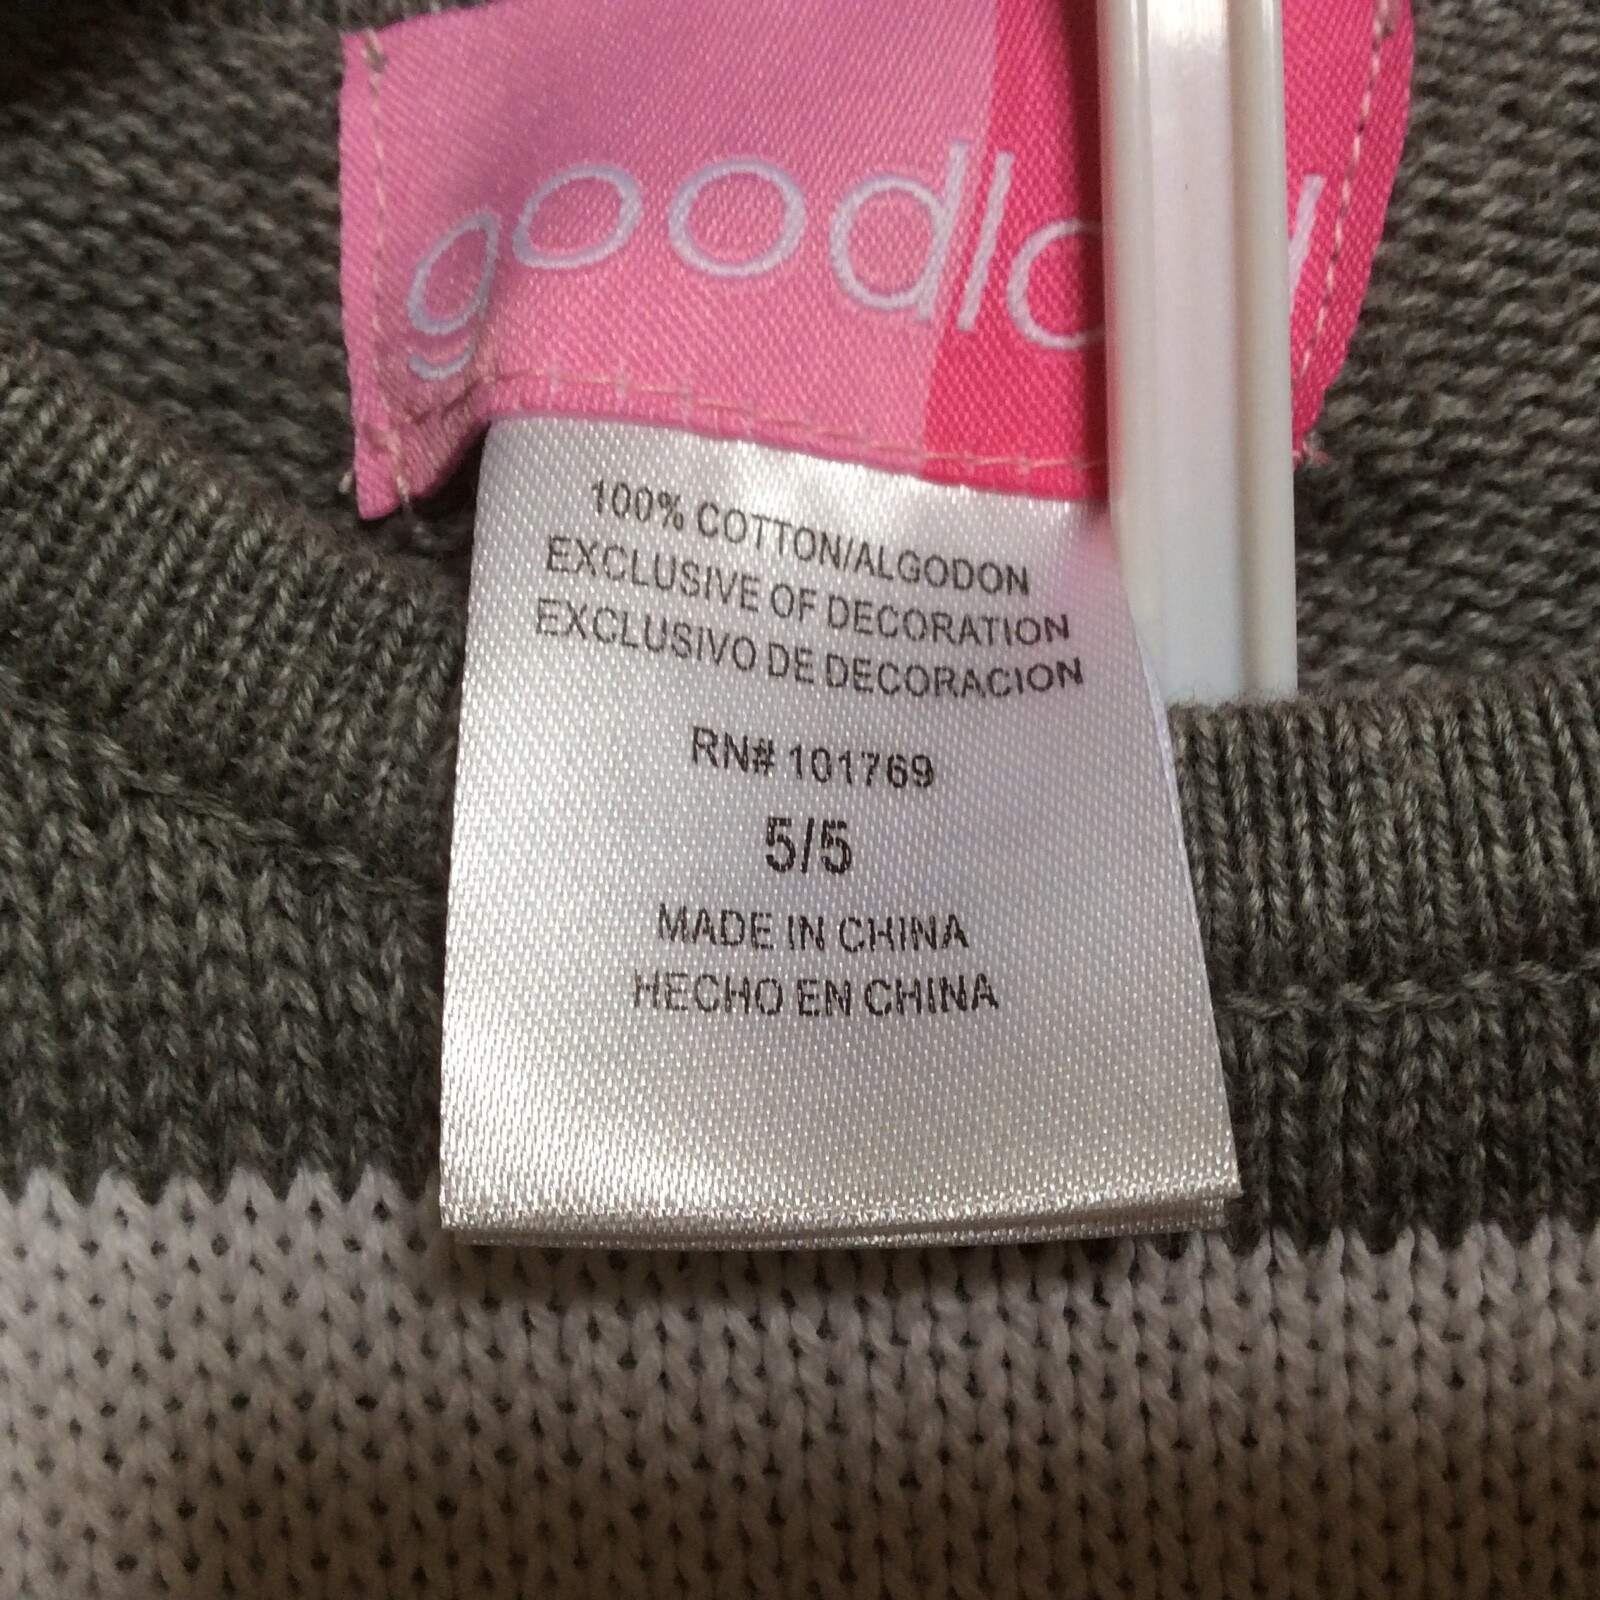 100% COTTON/ALGODON
EXCLUSIVE OF DECORATION
EXCLUSIVO DE DECORACION
RN# 101769
5/5
MADE IN CHINA
HECHO EN CHINA